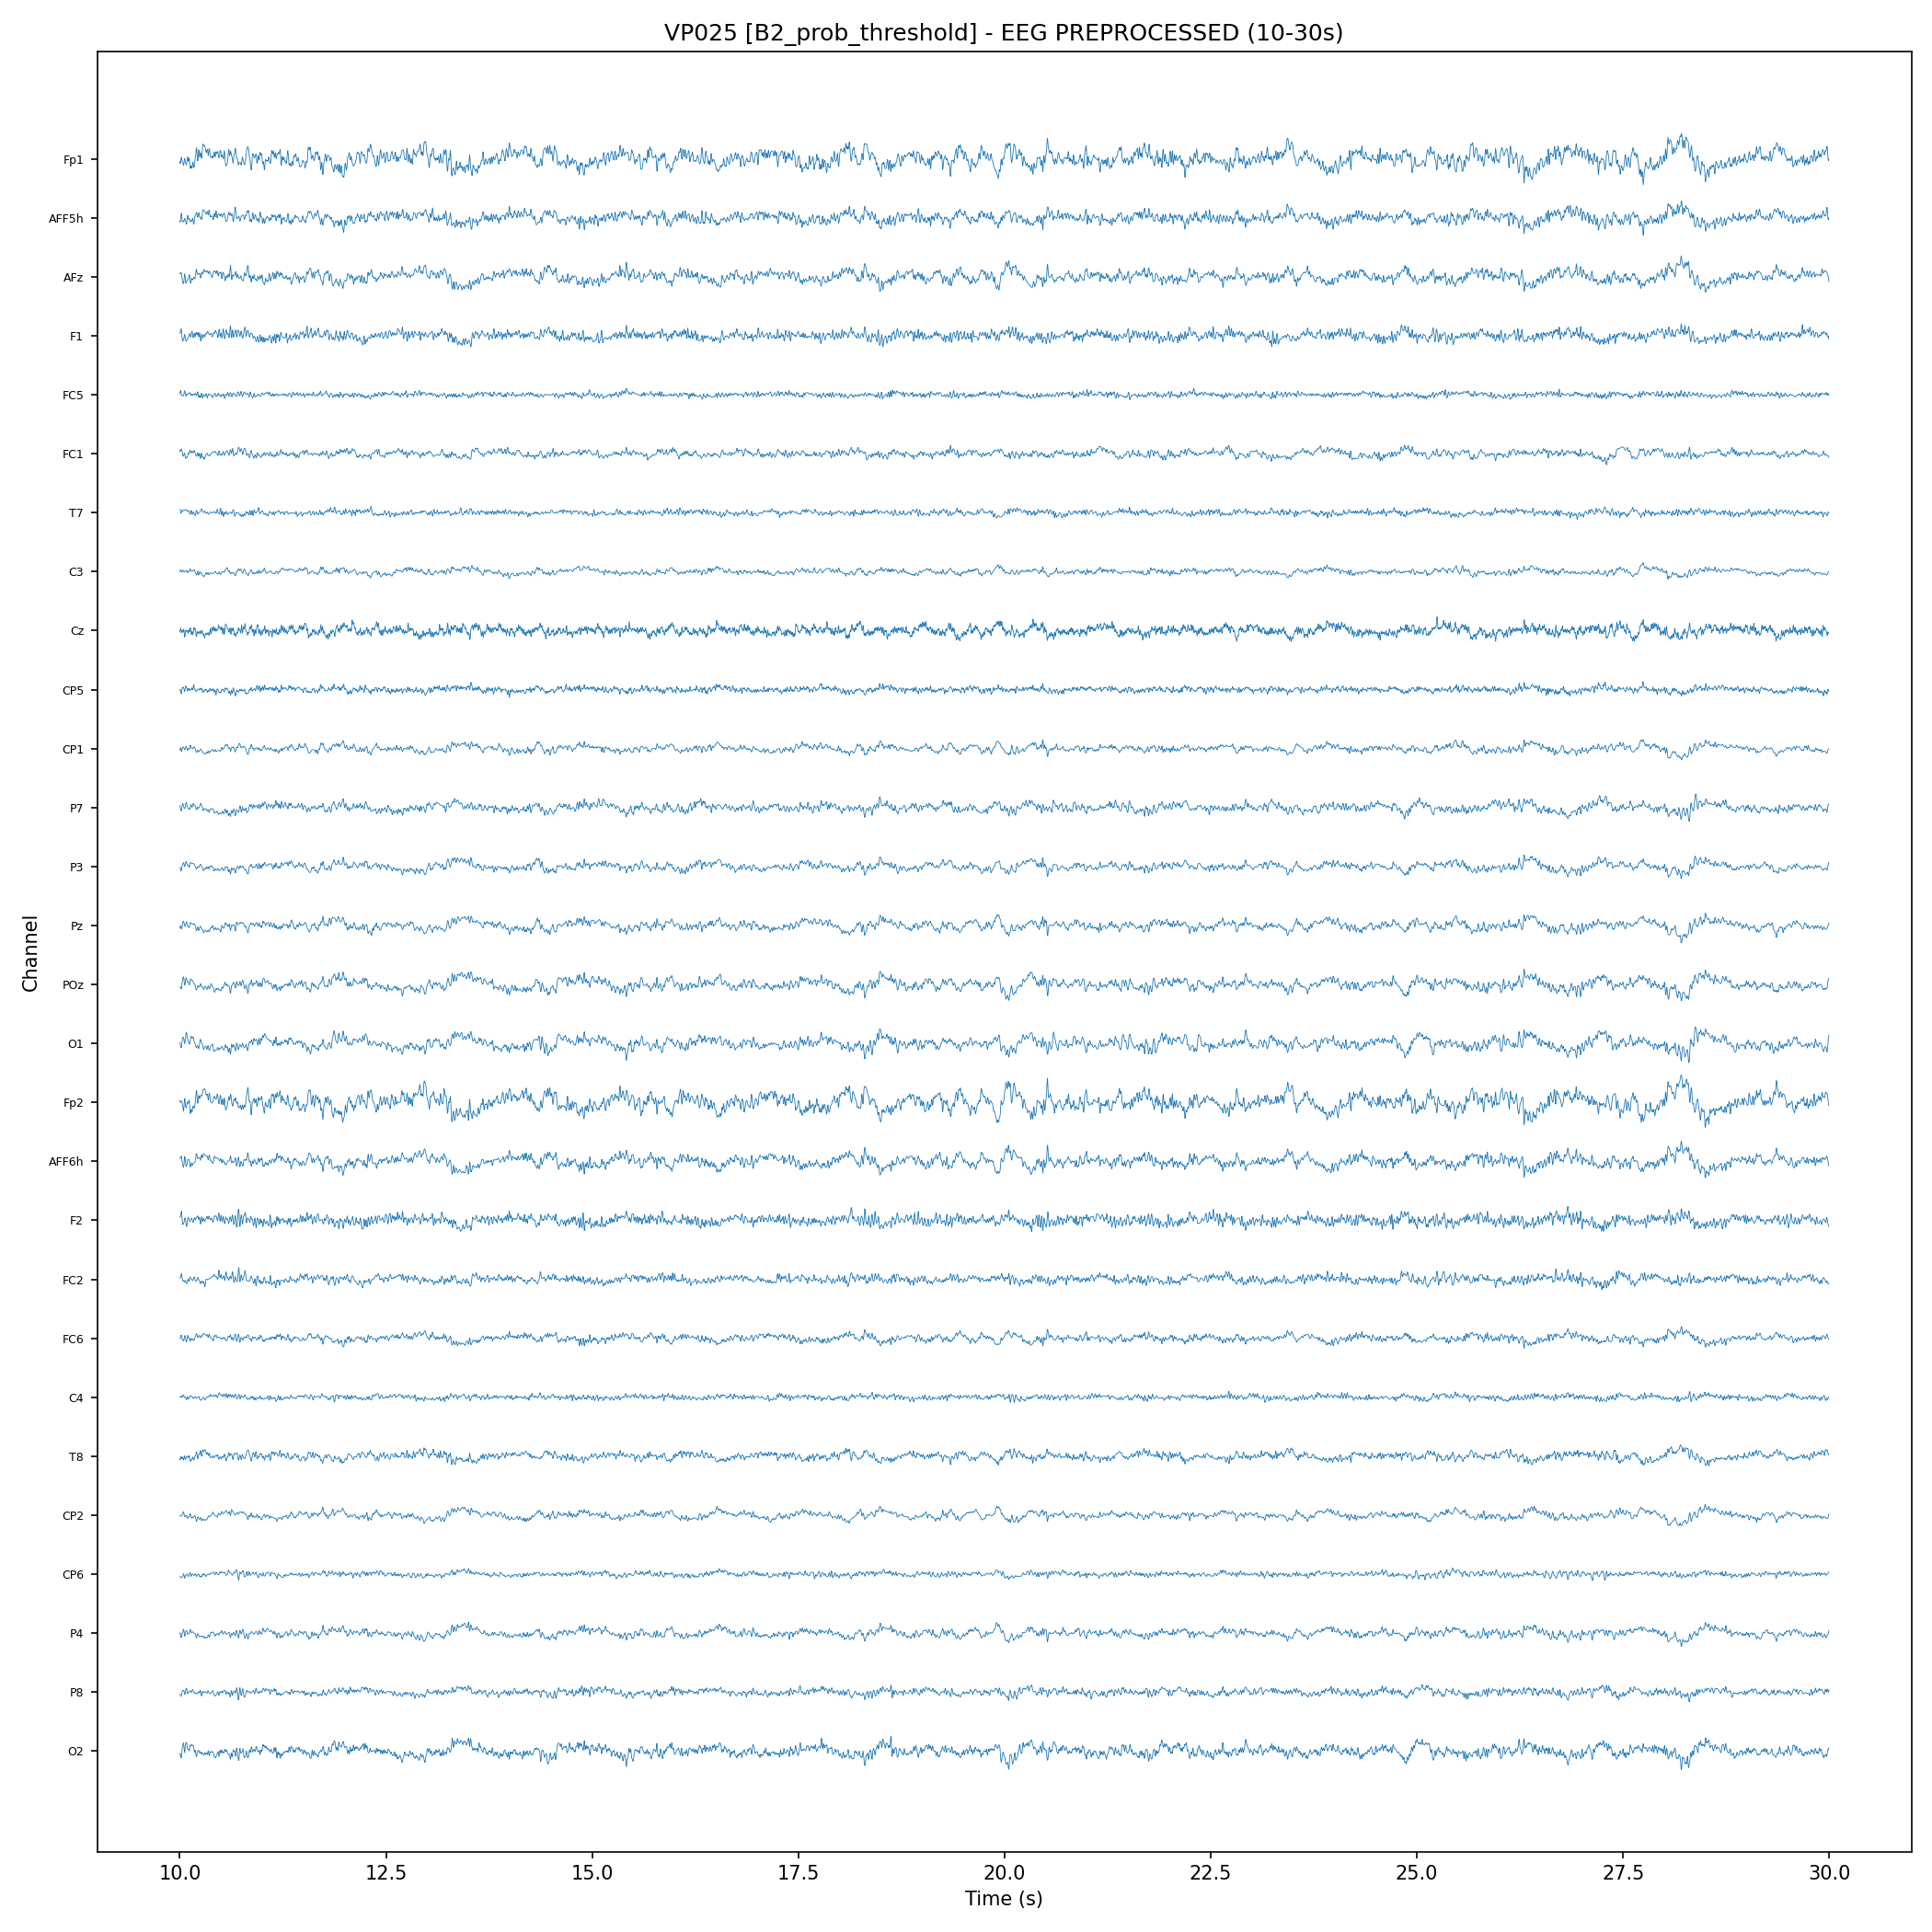 VP025 [B2_prob_threshold] - EEG PREPROCESSED (10-30s)
Fp1
AFF5h
AFz
F1
FC5
FC1
T7
C3
Cz
CP5
CP1
P7
P3
Pz
POz
O1
Fp2
AFF6h
F2
FC2
FC6
C4
T8
CP2
CP6
P4
P8
O2
Channel
10.0 12.5 15.0 17.5 20.0 22.5 25.0 27.5 30.0
Time (s)